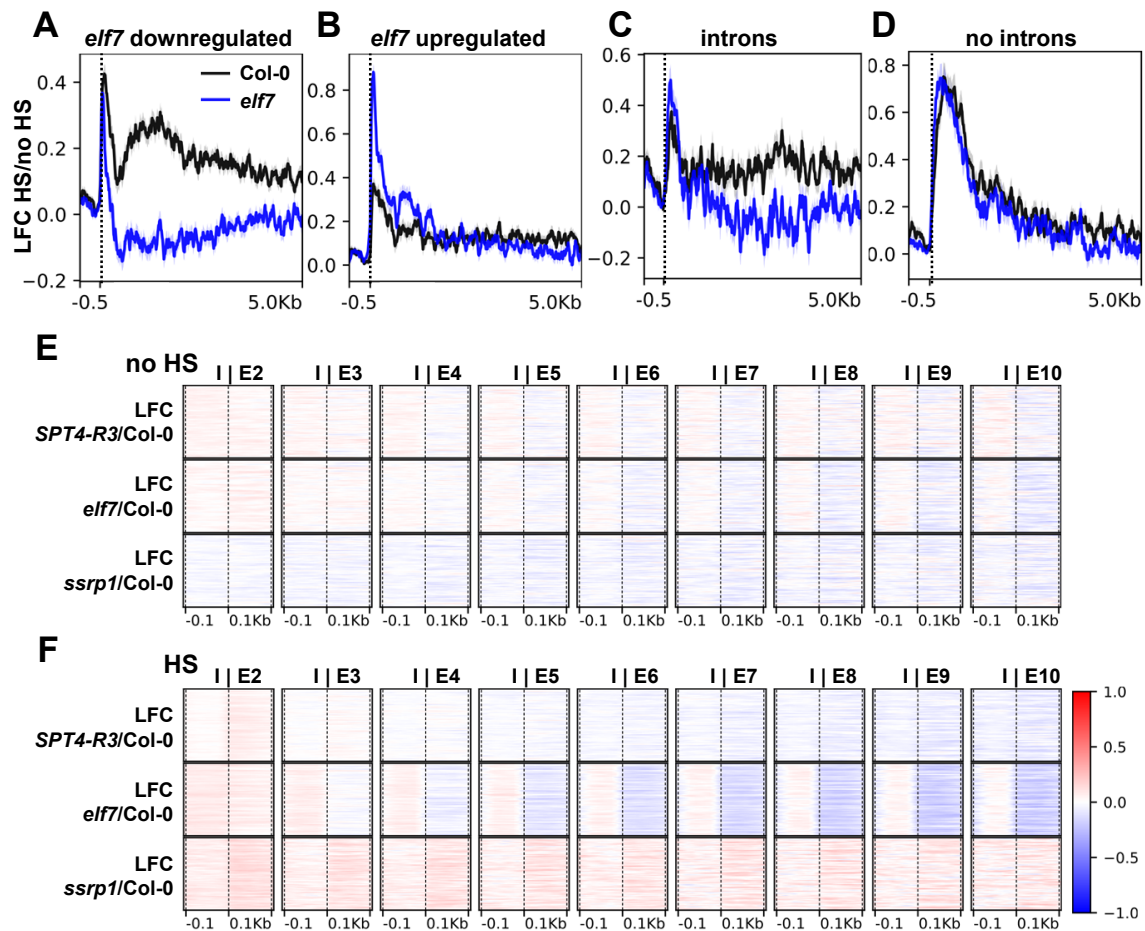 A
elf7 downregulated
B
elf7 upregulated
C
introns
D
no introns
LFC HS/no HS
Col-0
elf7
0.4
0.2
0.0
−0.2
-0.5
5.0Kb
0.8
0.6
0.4
0.2
0.0
-0.5
5.0Kb
0.6
0.4
0.2
0.0
−0.2
-0.5
5.0Kb
0.8
0.6
0.4
0.2
0.0
-0.5
5.0Kb
E
no HS
I | E2
I | E3
I | E4
I | E5
I | E6
I | E7
I | E8
I | E9
I | E10
LFC
SPT4-R3/Col-0
LFC
elf7/Col-0
LFC
ssrp1/Col-0
-0.1 0.1Kb
-0.1 0.1Kb
-0.1 0.1Kb
-0.1 0.1Kb
-0.1 0.1Kb
-0.1 0.1Kb
-0.1 0.1Kb
-0.1 0.1Kb
-0.1 0.1Kb
F
HS
I | E2
I | E3
I | E4
I | E5
I | E6
I | E7
I | E8
I | E9
I | E10
LFC
SPT4-R3/Col-0
LFC
elf7/Col-0
LFC
ssrp1/Col-0
-0.1 0.1Kb
-0.1 0.1Kb
-0.1 0.1Kb
-0.1 0.1Kb
-0.1 0.1Kb
-0.1 0.1Kb
-0.1 0.1Kb
-0.1 0.1Kb
-0.1 0.1Kb
1.0
0.5
0.0
−0.5
−1.0